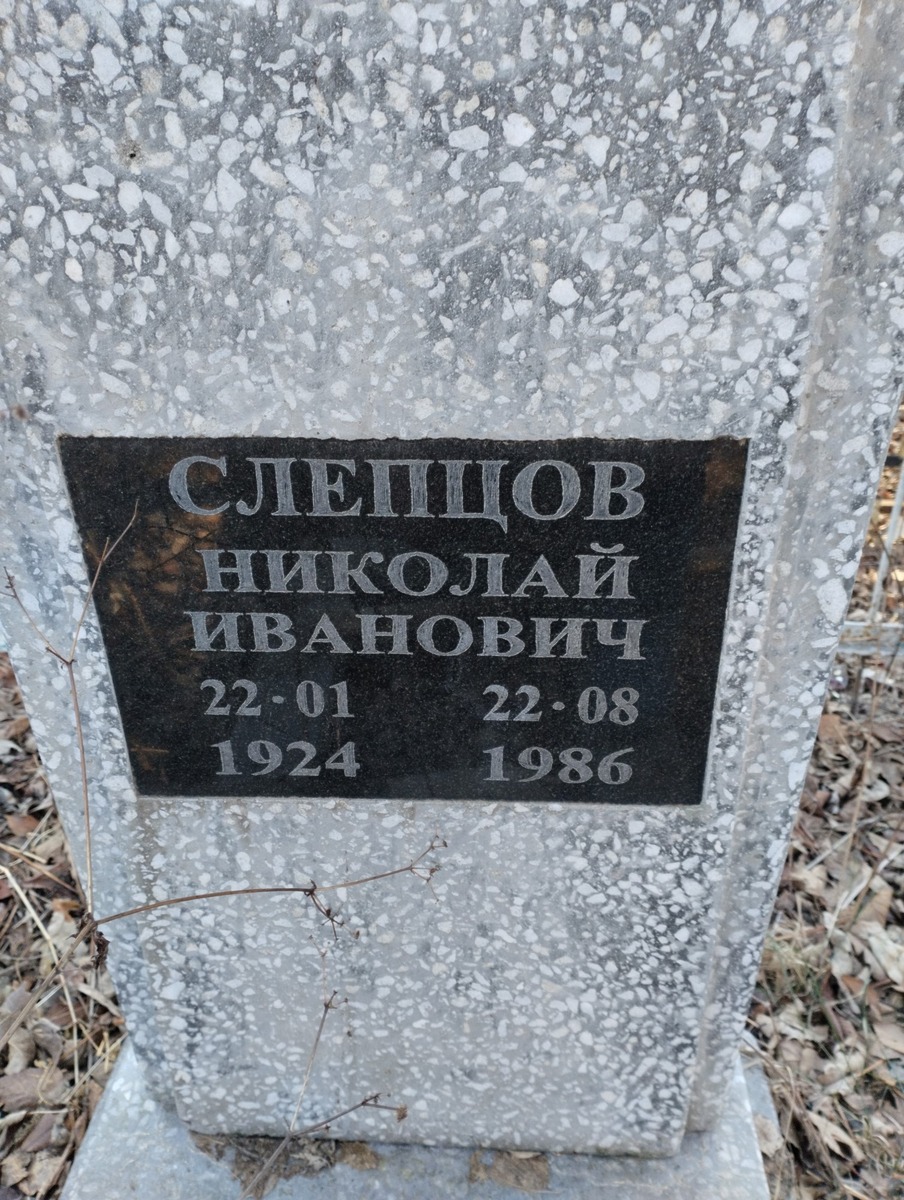 СЛЕПЦОВ
НИКОЛАЙ
ИВАНОВИЧ
22·01 22·08
1924 1986